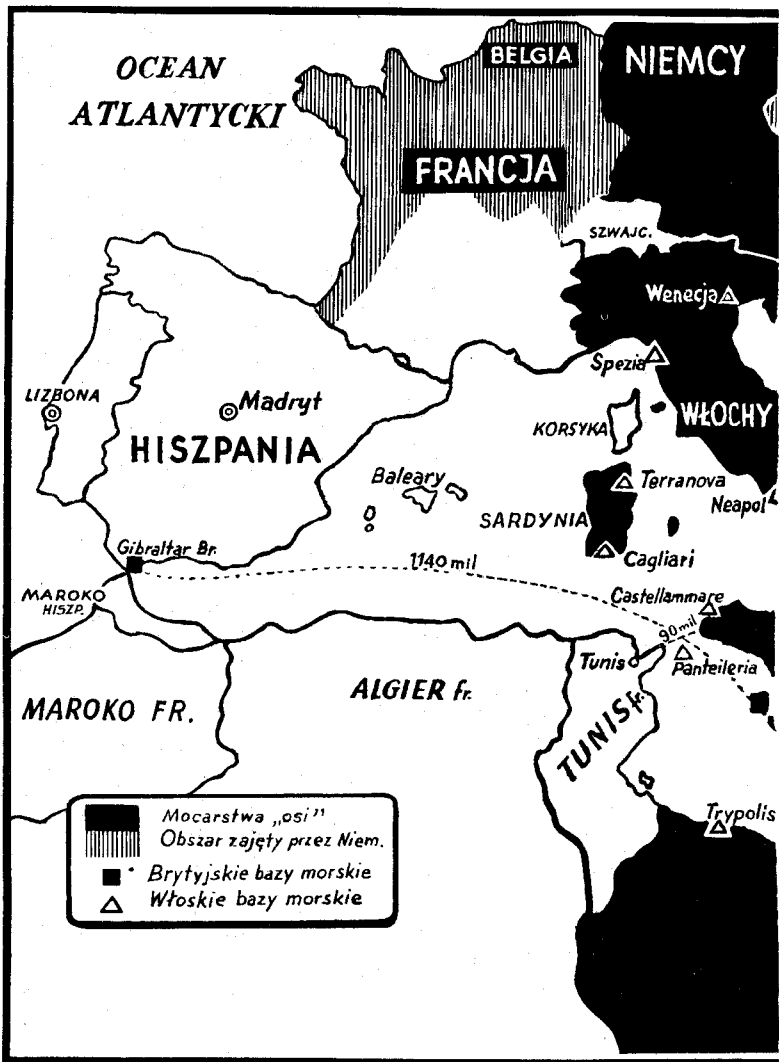 OCEAN
ATLANTYCKI
BELGIA
NIEMCY
FRANCJA
SZWAJC.
Wenecja
Spezia
LIZBONA
Madryt
KORSYKA
WŁOCHY
HISZPANIA
Baleary
Terranova
Neapol
SARDYNIA
Gibraltar Br.
1140 mil
Cagliari
MAROKO
HISZP.
Castellammare
90 mil
Tunis
Panteileria
MAROKO FR.
ALGIER fr.
TUNIS fr.
Trypolis
Mocarstwa „osi”
Obszar zajęty przez Niem.
Brytyjskie bazy morskie
Włoskie bazy morskie